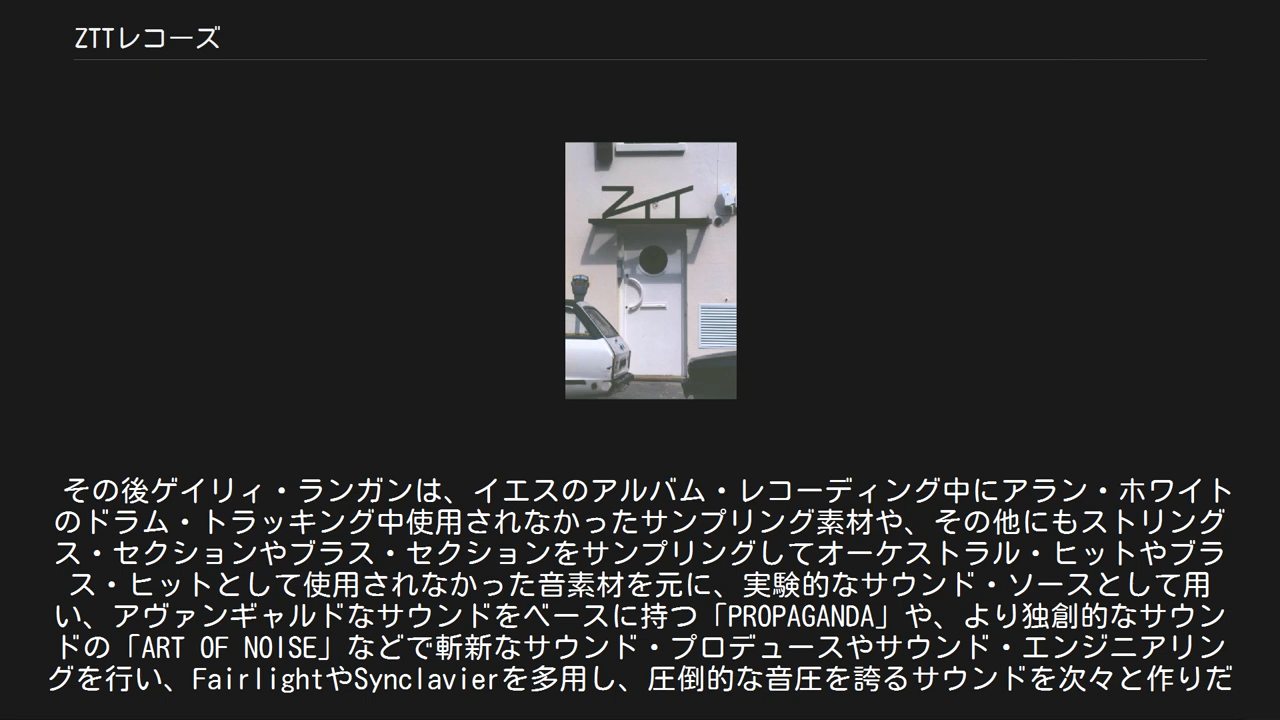 ZTTレコーズ
ZTT
その後ゲイリィ・ランガンは、イエスのアルバム・レコーディング中にアラン・ホワイト
のドラム・トラッキング中使用されなかったサンプリング素材や、その他にもストリング
ス・セクションやブラス・セクションをサンプリングしてオーケストラル・ヒットやブラ
ス・ヒットとして使用されなかった音素材を元に、実験的なサウンド・ソースとして用
い、アヴァンギャルドなサウンドをベースに持つ「PROPAGANDA」や、より独創的なサウン
ドの「ART OF NOISE」などで斬新なサウンド・プロデュースやサウンド・エンジニアリン
グを行い、FairlightやSynclavierを多用し、圧倒的な音圧を誇るサウンドを次々と作りだ